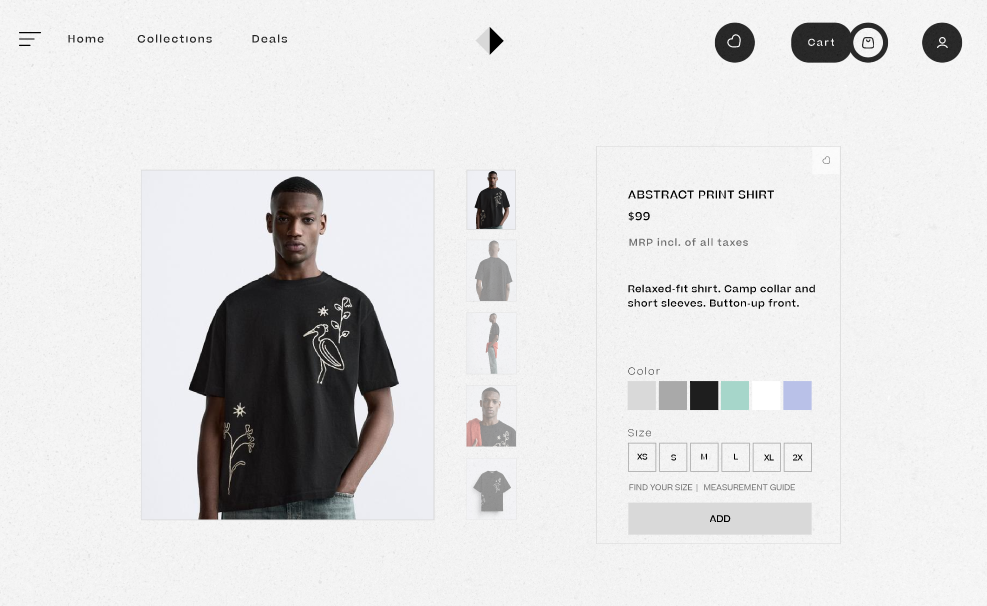 Home Collections Deals
Cart
ABSTRACT PRINT SHIRT
$99
MRP incl. of all taxes
Relaxed-fit shirt. Camp collar and
short sleeves. Button-up front.
Color
Size
XS S M L XL 2X
FIND YOUR SIZE | MEASUREMENT GUIDE
ADD